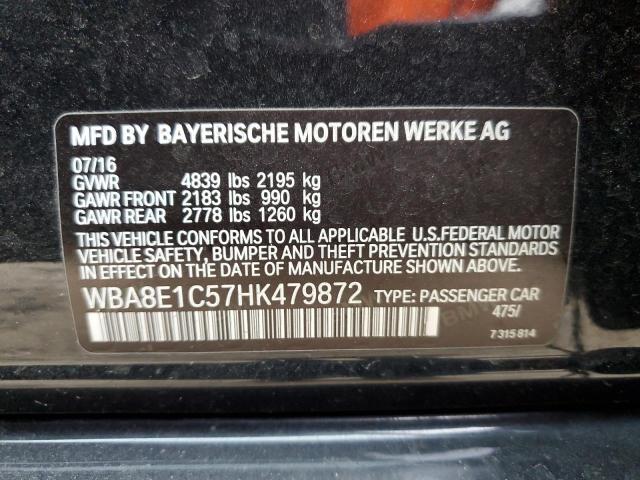 MFD BY BAYERISCHE MOTOREN WERKE AG
07/16
GVWR 4839 lbs 2195 kg
GAWR FRONT 2183 lbs 990 kg
GAWR REAR 2778 lbs 1260 kg
THIS VEHICLE CONFORMS TO ALL APPLICABLE U.S.FEDERAL MOTOR
VEHICLE SAFETY, BUMPER AND THEFT PREVENTION STANDARDS
IN EFFECT ON THE DATE OF MANUFACTURE SHOWN ABOVE.
WBA8E1C57HK479872 TYPE: PASSENGER CAR
475/
7 315 814